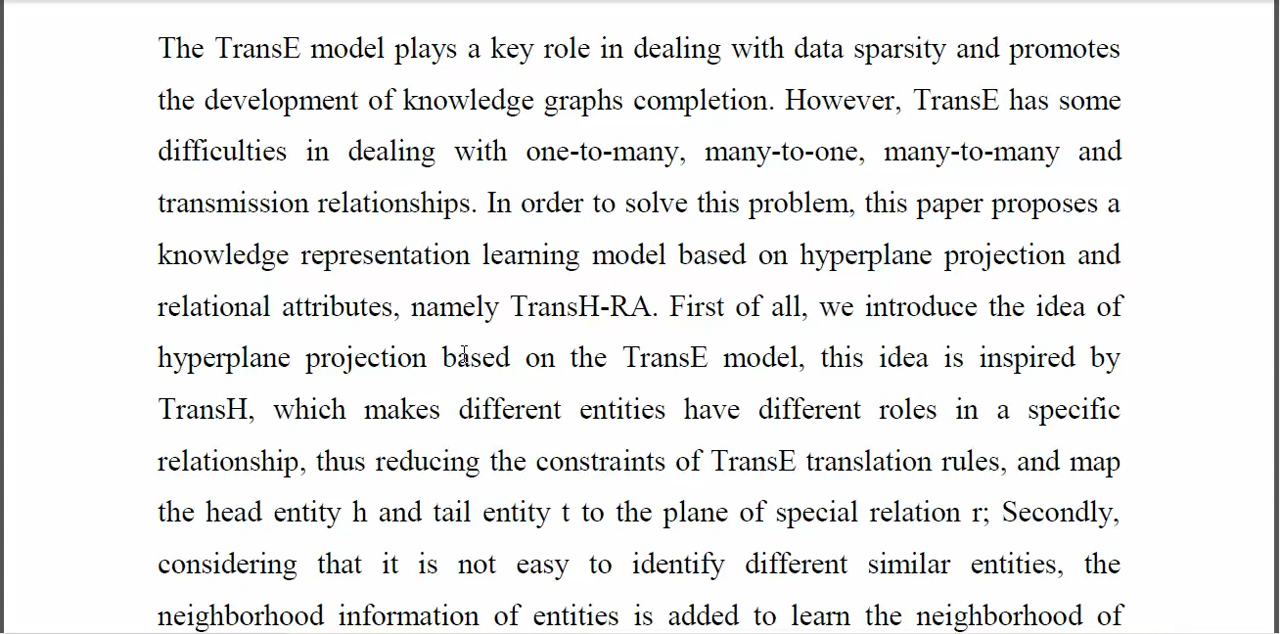 The TransE model plays a key role in dealing with data sparsity and promotes
the development of knowledge graphs completion. However, TransE has some
difficulties in dealing with one-to-many, many-to-one, many-to-many and
transmission relationships. In order to solve this problem, this paper proposes a
knowledge representation learning model based on hyperplane projection and
relational attributes, namely TransH-RA. First of all, we introduce the idea of
hyperplane projection based on the TransE model, this idea is inspired by
TransH, which makes different entities have different roles in a specific
relationship, thus reducing the constraints of TransE translation rules, and map
the head entity h and tail entity t to the plane of special relation r; Secondly,
considering that it is not easy to identify different similar entities, the
neighborhood information of entities is added to learn the neighborhood of